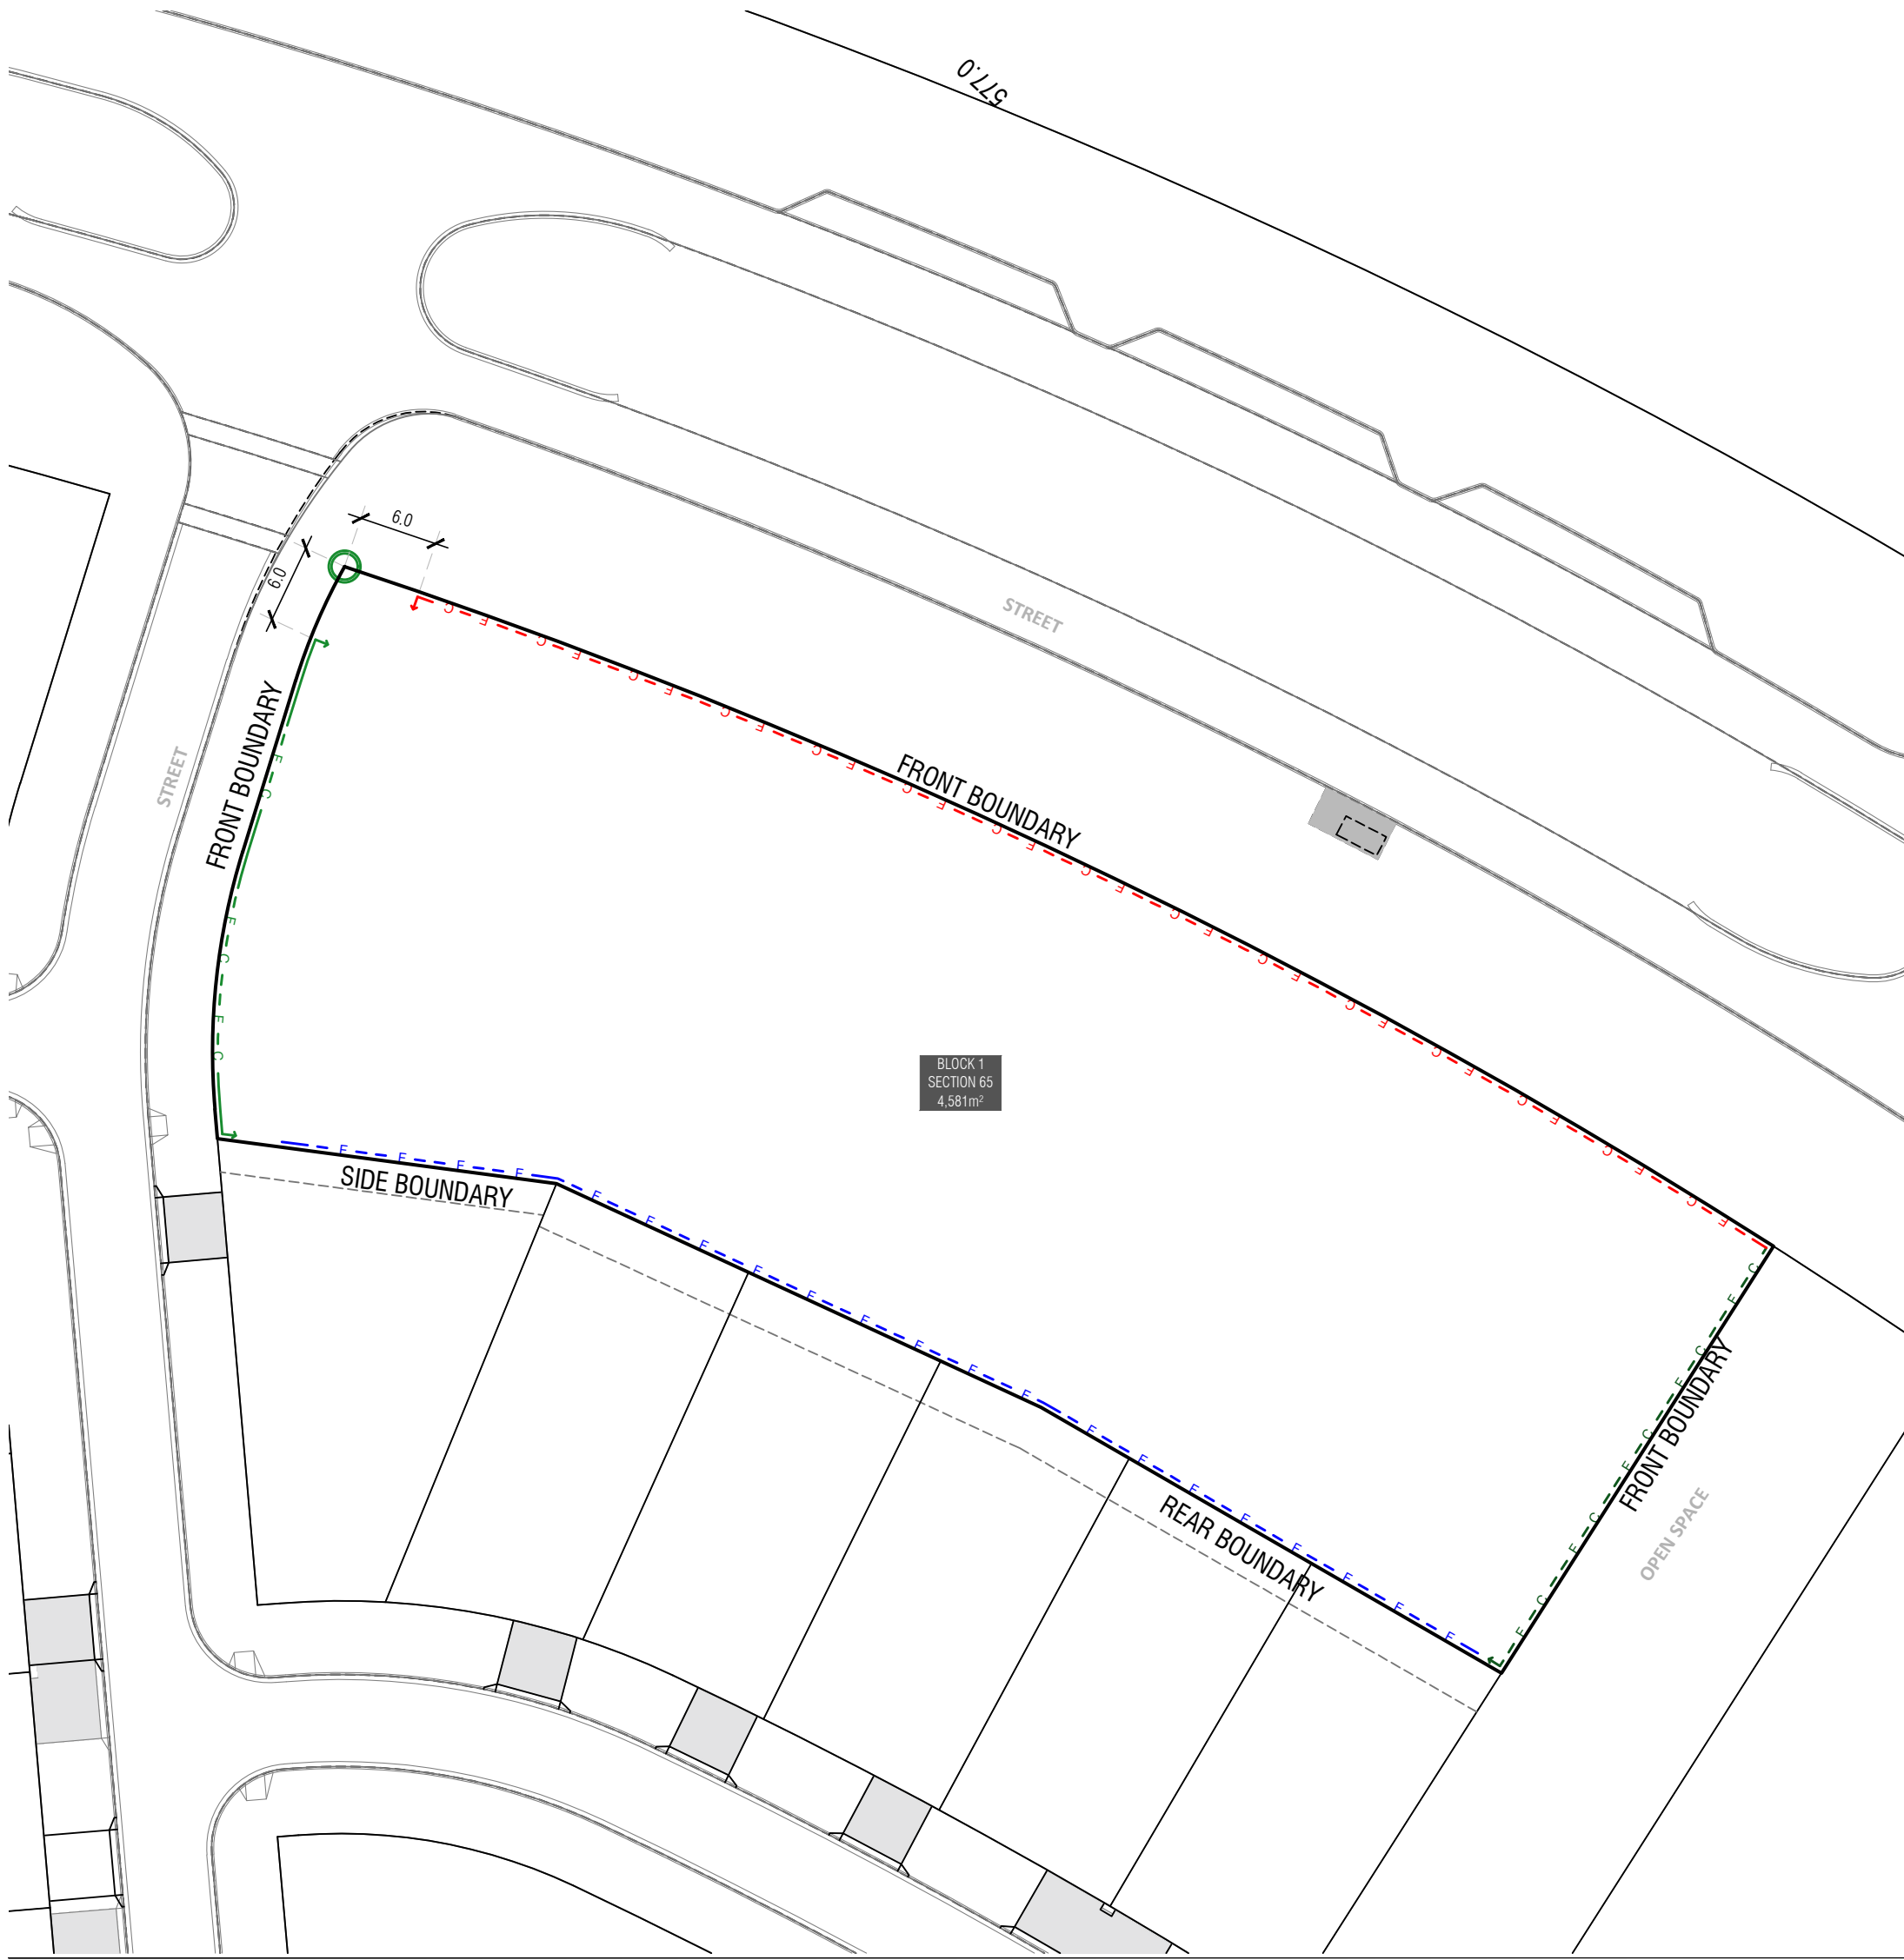 577.0
6.0
6.0
STREET
FRONT BOUNDARY
STREET
FRONT BOUNDARY
BLOCK 1
SECTION 65
4,581m²
SIDE BOUNDARY
FRONT BOUNDARY
REAR BOUNDARY
OPEN SPACE
C F C F C F C F C F C F C F C F C F C F C F C F C F C F C F
F C F C F C
F F F F F F F F F F F F F F F F F F F F
C F C F C F C F C F